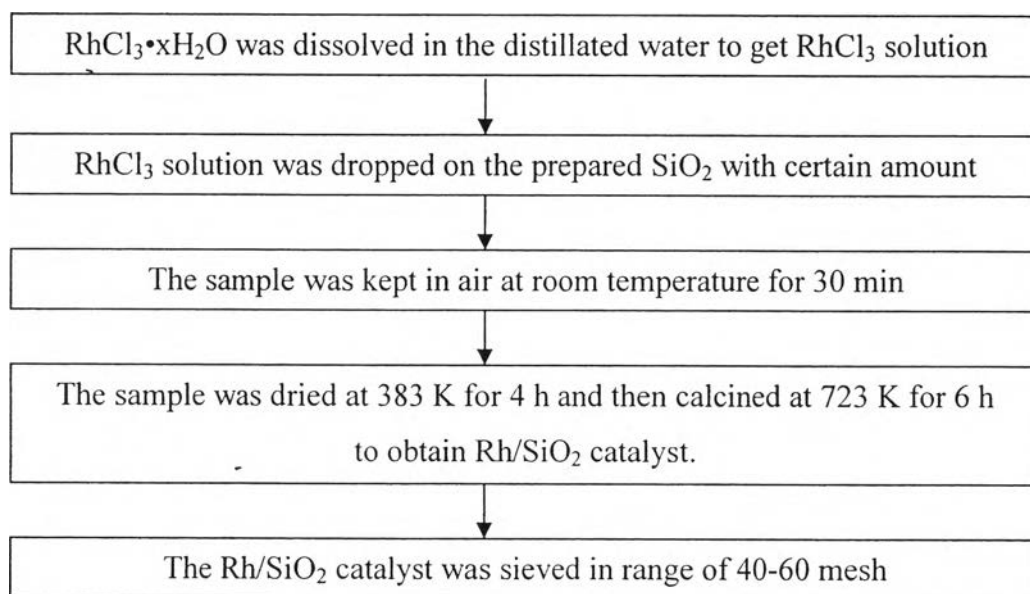 RhCl₃•xH₂O was dissolved in the distillated water to get RhCl₃ solution
RhCl₃ solution was dropped on the prepared SiO₂ with certain amount
The sample was kept in air at room temperature for 30 min
The sample was dried at 383 K for 4 h and then calcined at 723 K for 6 h
to obtain Rh/SiO₂ catalyst.
The Rh/SiO₂ catalyst was sieved in range of 40-60 mesh